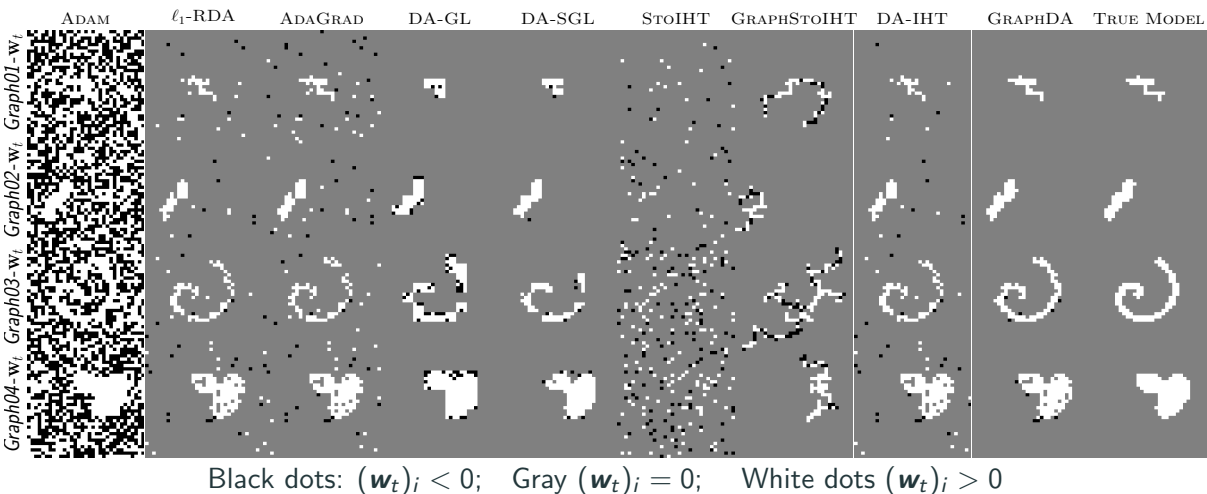 ADAM ℓ₁-RDA ADAGRAD DA-GL DA-SGL STOIHT GRAPHSTOIHT DA-IHT GRAPHDA TRUE MODEL
Graph01-wₜ
Graph02-wₜ
Graph03-wₜ
Graph04-wₜ
Black dots: (wₜ)ᵢ < 0; Gray (wₜ)ᵢ = 0; White dots (wₜ)ᵢ > 0